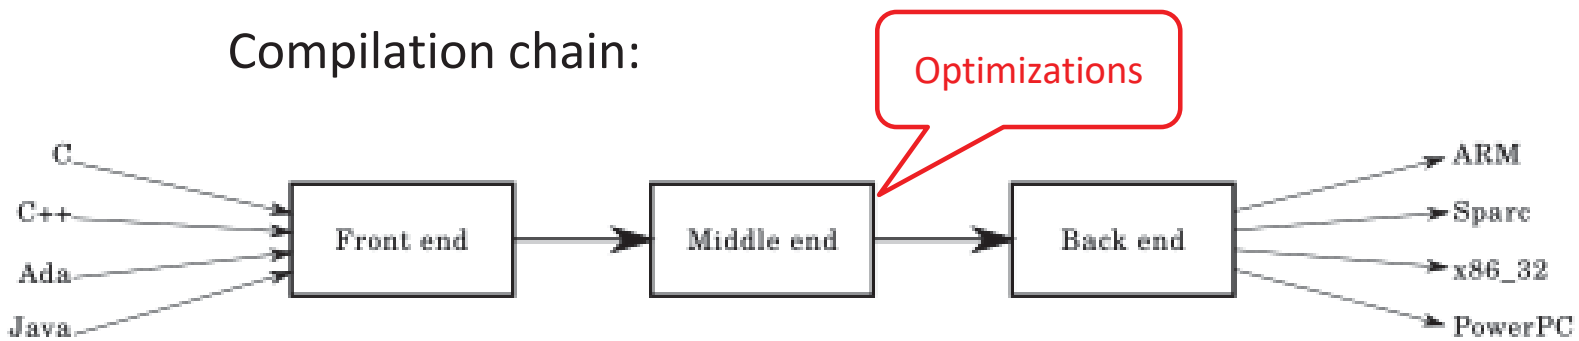 Compilation chain:
Optimizations
C
C++
Ada
Java
Front end
Middle end
Back end
ARM
Sparc
x86_32
PowerPC